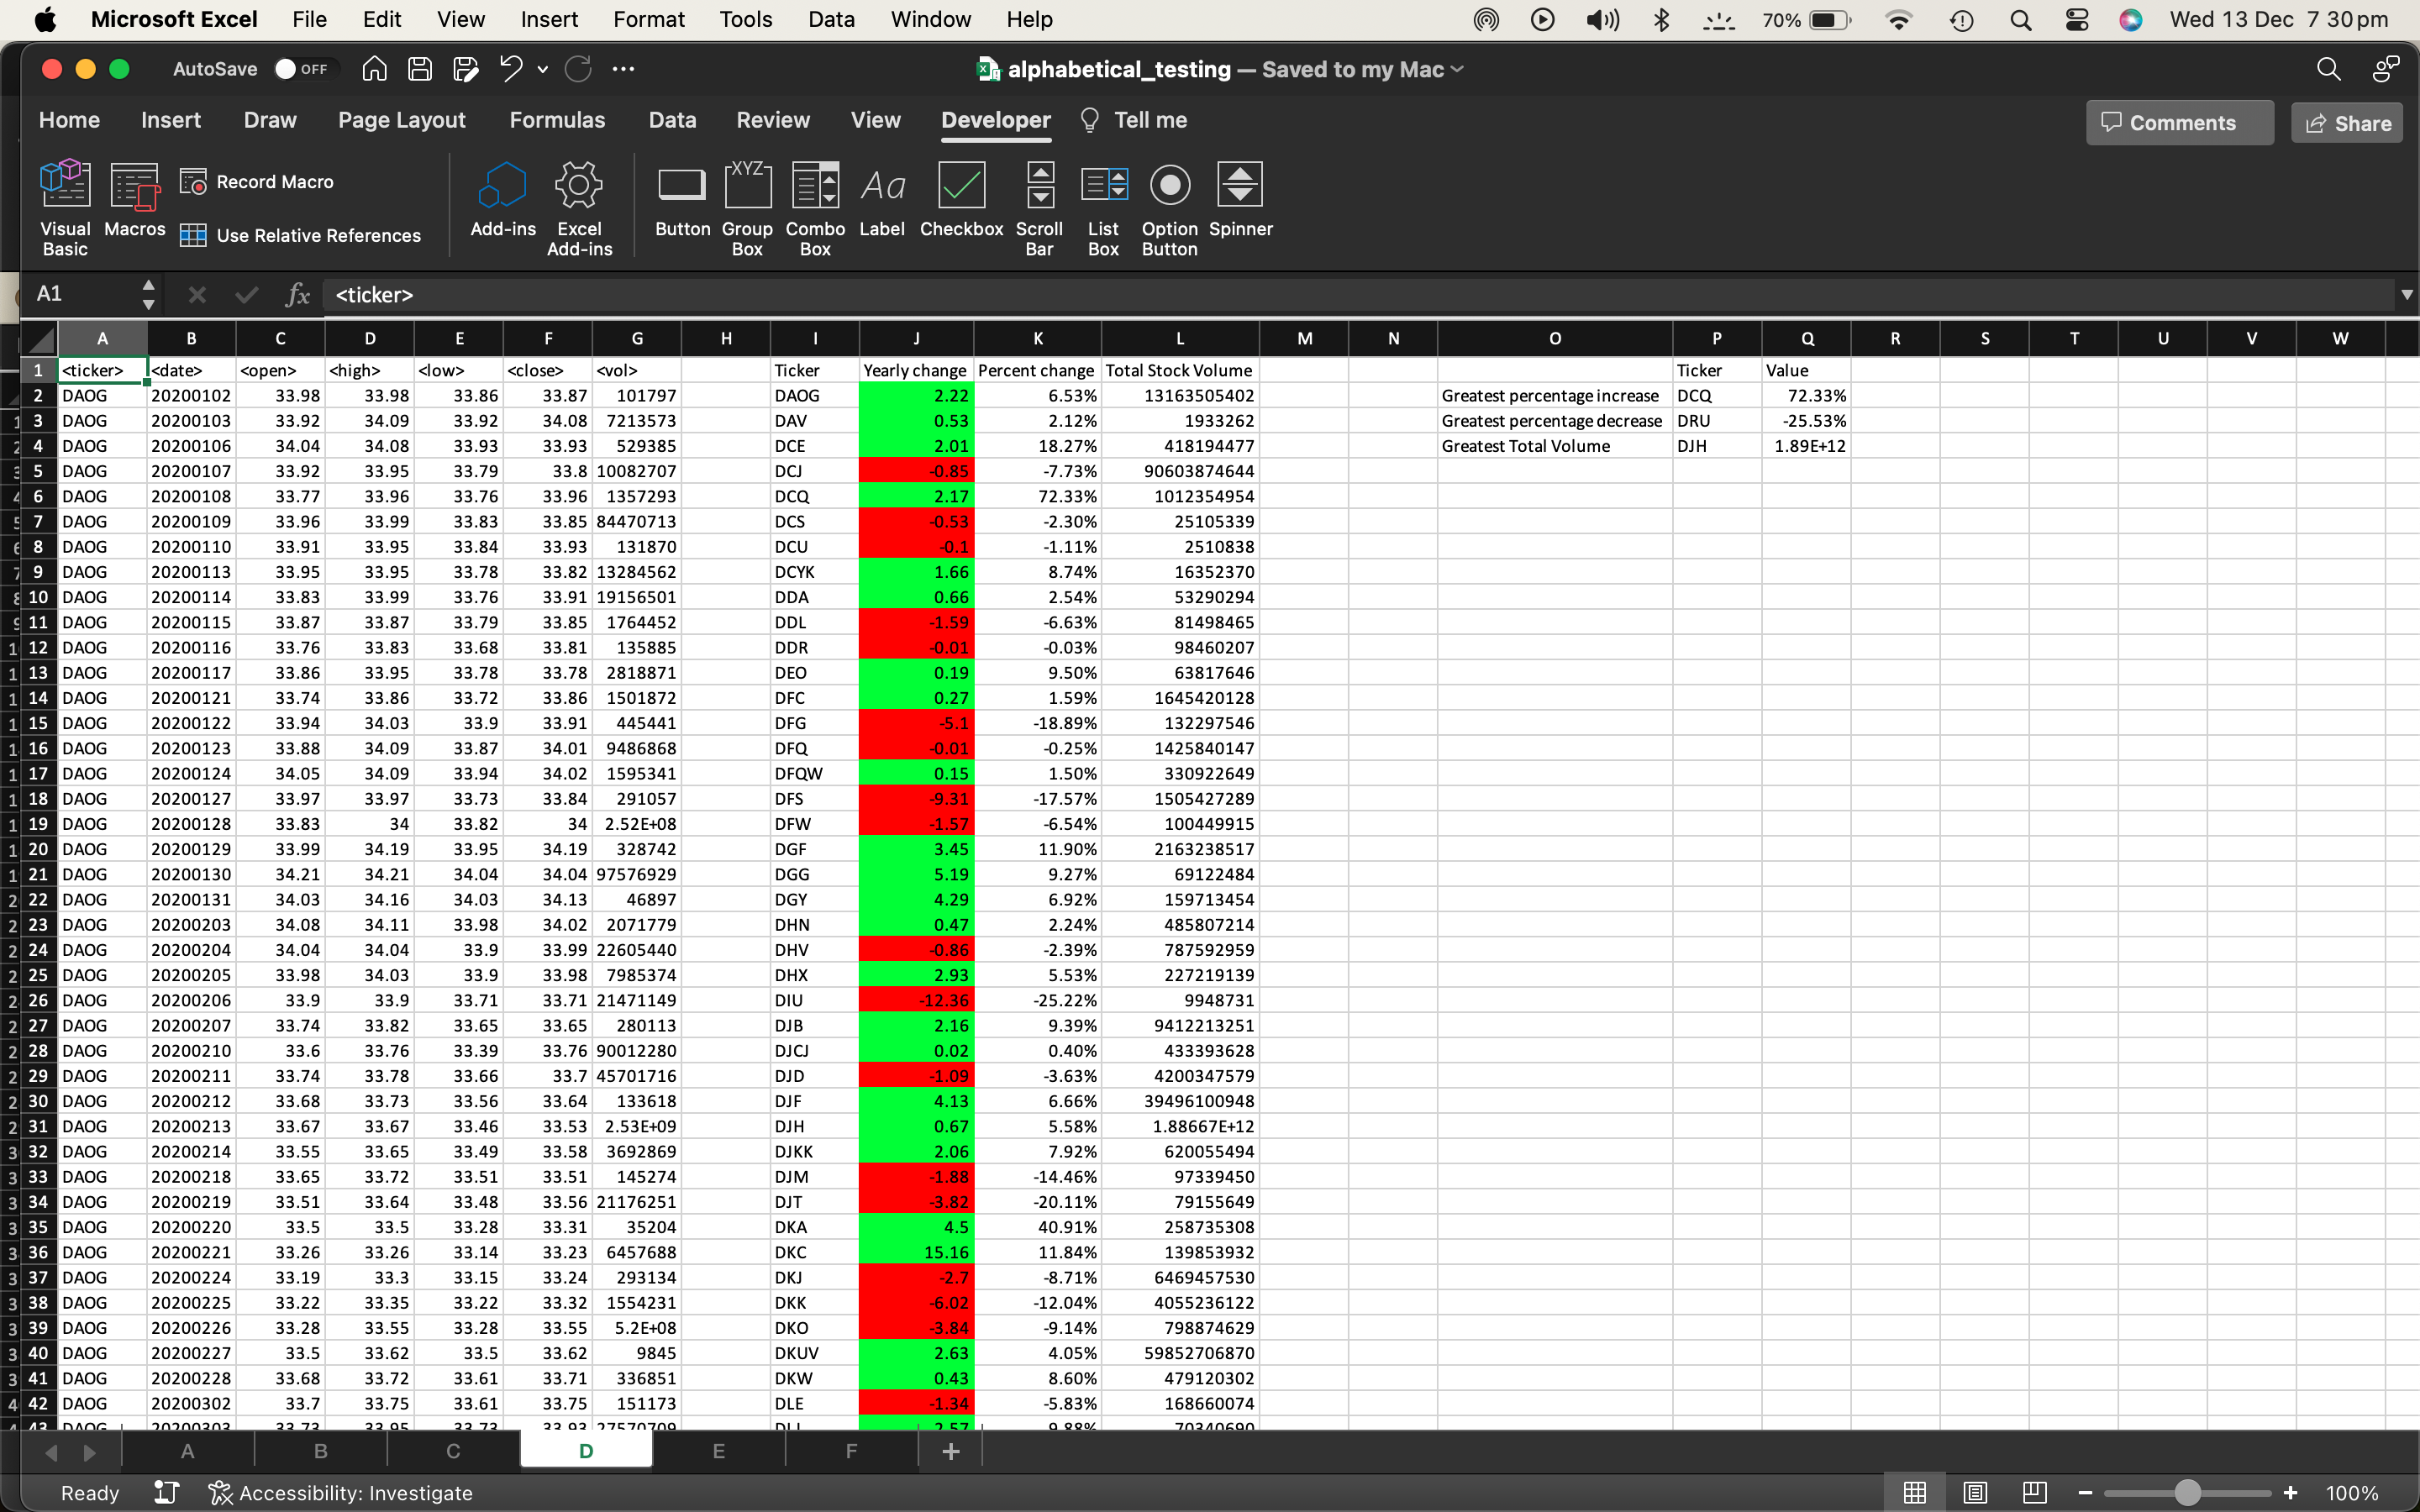 Microsoft Excel File Edit View Insert Format Tools Data Window Help 70% Wed 13 Dec 7 30 pm
AutoSave OFF alphabetical_testing — Saved to my Mac
Home Insert Draw Page Layout Formulas Data Review View Developer Tell me Comments Share
Visual Basic Macros Record Macro Use Relative References Add-ins Excel Add-ins Button Group Box Combo Box Label Checkbox Scroll Bar List Box Option Button Spinner
A1 fx <ticker>
A B C D E F G H I J K L M N O P Q R S T U V W
1 <ticker> <date> <open> <high> <low> <close> <vol> Ticker Yearly change Percent change Total Stock Volume Ticker Value
2 DAOG 20200102 33.98 33.98 33.86 33.87 101797 DAOG 2.22 6.53% 13163505402 Greatest percentage increase DCQ 72.33%
3 DAOG 20200103 33.92 34.09 33.92 34.08 7213573 DAV 0.53 2.12% 1933262 Greatest percentage decrease DRU -25.53%
4 DAOG 20200106 34.04 34.08 33.93 33.93 529385 DCE 2.01 18.27% 418194477 Greatest Total Volume DJH 1.89E+12
5 DAOG 20200107 33.92 33.95 33.79 33.8 10082707 DCJ -0.85 -7.73% 90603874644
6 DAOG 20200108 33.77 33.96 33.76 33.96 1357293 DCQ 2.17 72.33% 1012354954
7 DAOG 20200109 33.96 33.99 33.83 33.85 84470713 DCS -0.53 -2.30% 25105339
8 DAOG 20200110 33.91 33.95 33.84 33.93 131870 DCU -0.1 -1.11% 2510838
9 DAOG 20200113 33.95 33.95 33.78 33.82 13284562 DCYK 1.66 8.74% 16352370
10 DAOG 20200114 33.83 33.99 33.76 33.91 19156501 DDA 0.66 2.54% 53290294
11 DAOG 20200115 33.87 33.87 33.79 33.85 1764452 DDL -1.59 -6.63% 81498465
12 DAOG 20200116 33.76 33.83 33.68 33.81 135885 DDR -0.01 -0.03% 98460207
13 DAOG 20200117 33.86 33.95 33.78 33.78 2818871 DEO 0.19 9.50% 63817646
14 DAOG 20200121 33.74 33.86 33.72 33.86 1501872 DFC 0.27 1.59% 1645420128
15 DAOG 20200122 33.94 34.03 33.9 33.91 445441 DFG -5.1 -18.89% 132297546
16 DAOG 20200123 33.88 34.09 33.87 34.01 9486868 DFQ -0.01 -0.25% 1425840147
17 DAOG 20200124 34.05 34.09 33.94 34.02 1595341 DFQW 0.15 1.50% 330922649
18 DAOG 20200127 33.97 33.97 33.73 33.84 291057 DFS -9.31 -17.57% 1505427289
19 DAOG 20200128 33.83 34 33.82 34 2.52E+08 DFW -1.57 -6.54% 100449915
20 DAOG 20200129 33.99 34.19 33.95 34.19 328742 DGF 3.45 11.90% 2163238517
21 DAOG 20200130 34.21 34.21 34.04 34.04 97576929 DGG 5.19 9.27% 69122484
22 DAOG 20200131 34.03 34.16 34.03 34.13 46897 DGY 4.29 6.92% 159713454
23 DAOG 20200203 34.08 34.11 33.98 34.02 2071779 DHN 0.47 2.24% 485807214
24 DAOG 20200204 34.04 34.04 33.9 33.99 22605440 DHV -0.86 -2.39% 787592959
25 DAOG 20200205 33.98 34.03 33.9 33.98 7985374 DHX 2.93 5.53% 227219139
26 DAOG 20200206 33.9 33.9 33.71 33.71 21471149 DIU -12.36 -25.22% 9948731
27 DAOG 20200207 33.74 33.82 33.65 33.65 280113 DJB 2.16 9.39% 9412213251
28 DAOG 20200210 33.6 33.76 33.39 33.76 90012280 DJCJ 0.02 0.40% 433393628
29 DAOG 20200211 33.74 33.78 33.66 33.7 45701716 DJD -1.09 -3.63% 4200347579
30 DAOG 20200212 33.68 33.73 33.56 33.64 133618 DJF 4.13 6.66% 39496100948
31 DAOG 20200213 33.67 33.67 33.46 33.53 2.53E+09 DJH 0.67 5.58% 1.88667E+12
32 DAOG 20200214 33.55 33.65 33.49 33.58 3692869 DJKK 2.06 7.92% 620055494
33 DAOG 20200218 33.65 33.72 33.51 33.51 145274 DJM -1.88 -14.46% 97339450
34 DAOG 20200219 33.51 33.64 33.48 33.56 21176251 DJT -3.82 -20.11% 79155649
35 DAOG 20200220 33.5 33.5 33.28 33.31 35204 DKA 4.5 40.91% 258735308
36 DAOG 20200221 33.26 33.26 33.14 33.23 6457688 DKC 15.16 11.84% 139853932
37 DAOG 20200224 33.19 33.3 33.15 33.24 293134 DKJ -2.7 -8.71% 6469457530
38 DAOG 20200225 33.22 33.35 33.22 33.32 1554231 DKK -6.02 -12.04% 4055236122
39 DAOG 20200226 33.28 33.55 33.28 33.55 5.2E+08 DKO -3.84 -9.14% 798874629
40 DAOG 20200227 33.5 33.62 33.5 33.62 9845 DKUV 2.63 4.05% 59852706870
41 DAOG 20200228 33.68 33.72 33.61 33.71 336851 DKW 0.43 8.60% 479120302
42 DAOG 20200302 33.7 33.75 33.61 33.75 151173 DLE -1.34 -5.83% 168660074
43 DAOG 20200303 33.73 33.95 33.73 33.93 27570709 2.57 9.88% 70340690
A B C D E F
Ready Accessibility: Investigate 100%